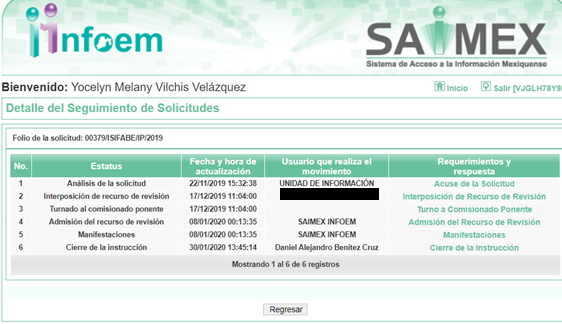 infoem
SAIMEX
Sistema de Acceso a la Información Mexiquense
Bienvenido: Yocelyn Melany Vilchis Velázquez
Inicio Salir [VJGLH78Y9
Detalle del Seguimiento de Solicitudes
Folio de la solicitud: 00379/ISIFABE/IP/2019
No. Estatus Fecha y hora de actualización Usuario que realiza el movimiento Requerimientos y respuesta
1 Análisis de la solicitud 22/11/2019 15:32:38 UNIDAD DE INFORMACIÓN Acuse de la Solicitud
2 Interposición de recurso de revisión 17/12/2019 11:04:00 Interposición de Recurso de Revisión
3 Turnado al comisionado ponente 17/12/2019 11:04:00 Turno a Comisionado Ponente
4 Admisión del recurso de revisión 08/01/2020 00:13:35 SAIMEX INFOEM Admisión del Recurso de Revisión
5 Manifestaciones 08/01/2020 00:13:35 SAIMEX INFOEM Manifestaciones
6 Cierre de la instrucción 30/01/2020 13:45:14 Daniel Alejandro Benítez Cruz Cierre de la Instrucción
Mostrando 1 al 6 de 6 registros
Regresar